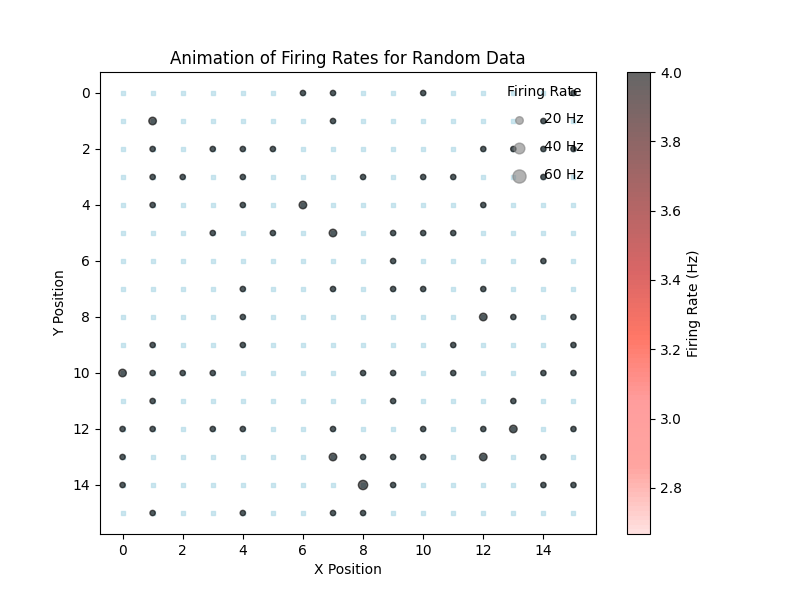 Animation of Firing Rates for Random Data
Firing Rate
20 Hz
40 Hz
60 Hz
0
2
4
6
8
10
12
14
Y Position
0 2 4 6 8 10 12 14
X Position
4.0
3.8
3.6
3.4
3.2
3.0
2.8
Firing Rate (Hz)